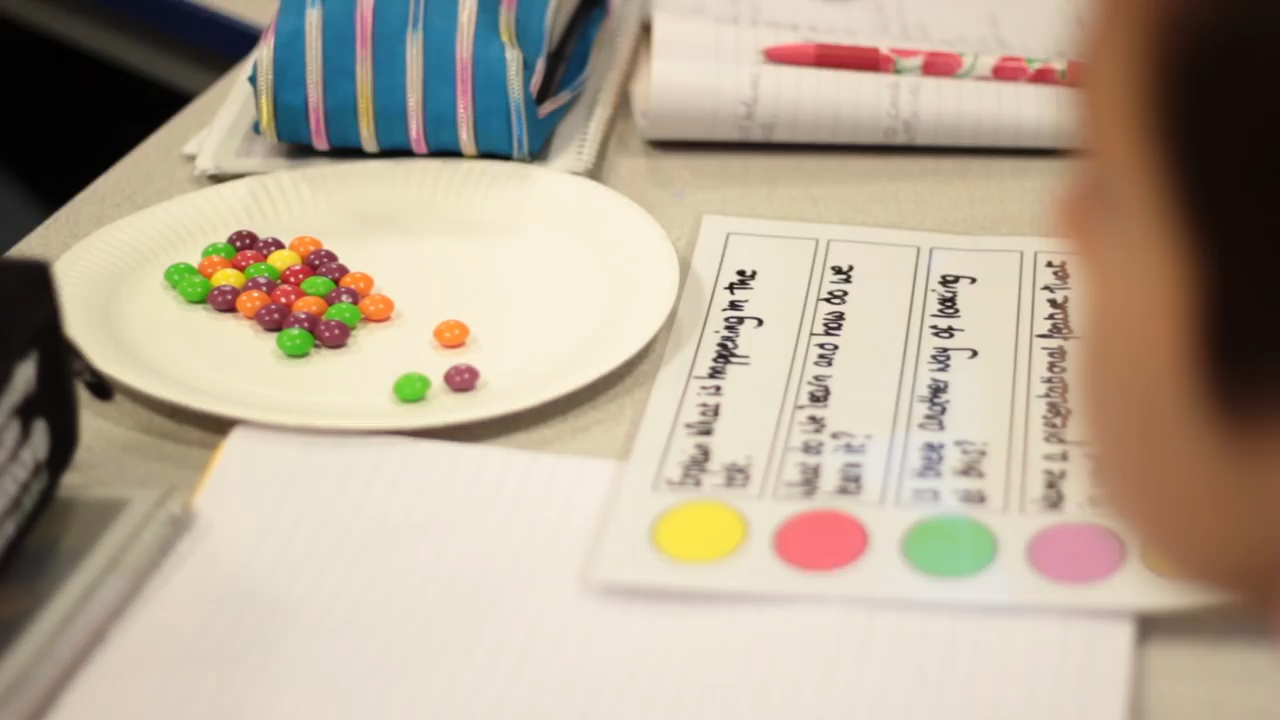 Explain what is happening in the
text.
What do we learn and how do we
learn it?
Is there another way of looking
at this?
Name a presentational feature that